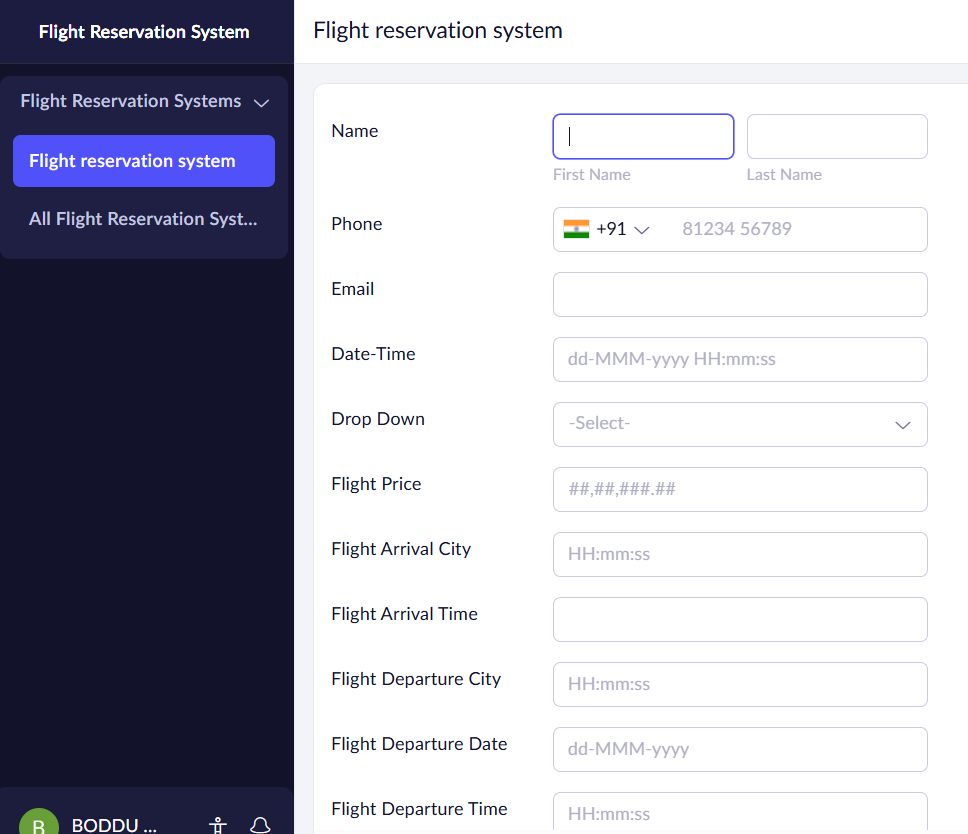 Flight Reservation System
Flight reservation system
Flight Reservation Systems
Flight reservation system
All Flight Reservation Syst...
Name
First Name Last Name
Phone +91 81234 56789
Email
Date-Time dd-MMM-yyyy HH:mm:ss
Drop Down -Select-
Flight Price ##,##,###.##
Flight Arrival City HH:mm:ss
Flight Arrival Time
Flight Departure City HH:mm:ss
Flight Departure Date dd-MMM-yyyy
Flight Departure Time HH:mm:ss
B BODDU ...